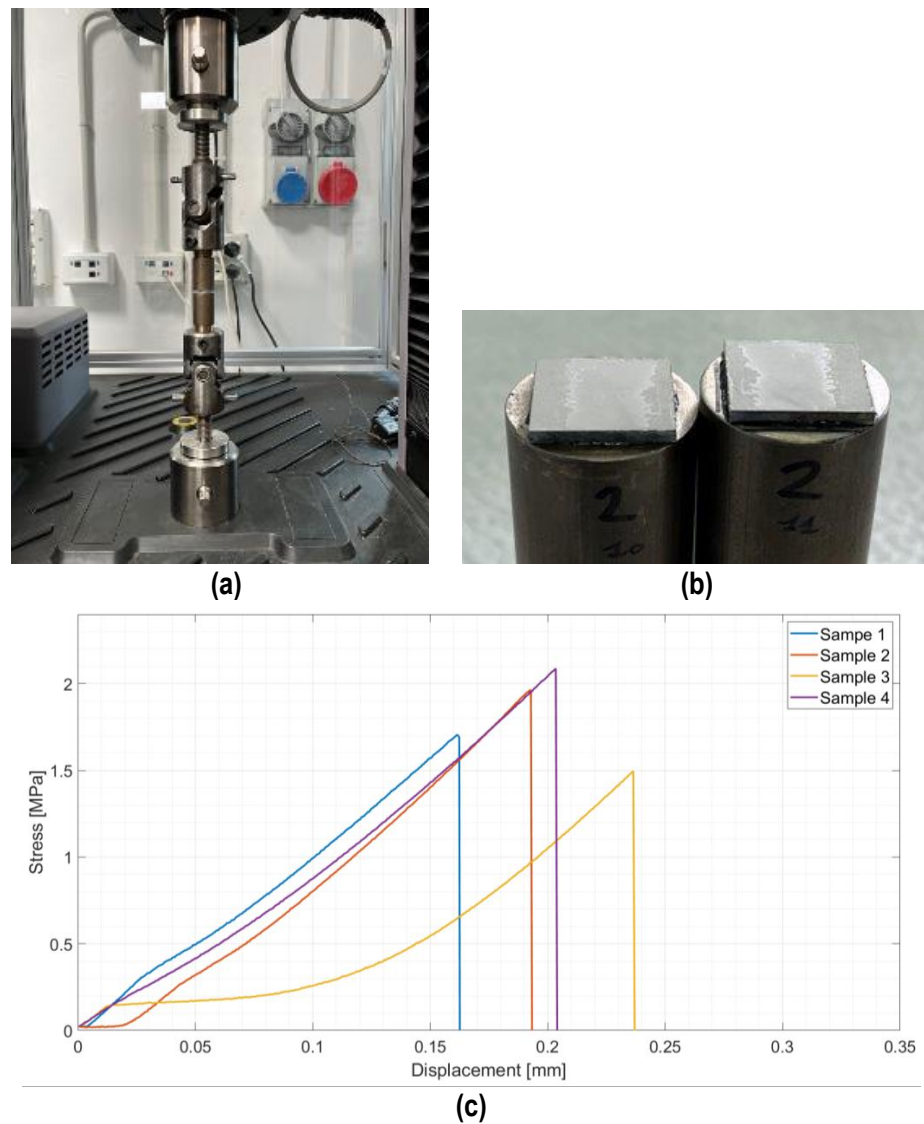 (a)
2
10
2
11
(b)
Sampe 1
Sample 2
Sample 3
Sample 4
2
1.5
1
0.5
0
Stress [MPa]
0
0.05
0.1
0.15
0.2
0.25
0.3
0.35
Displacement [mm]
(c)